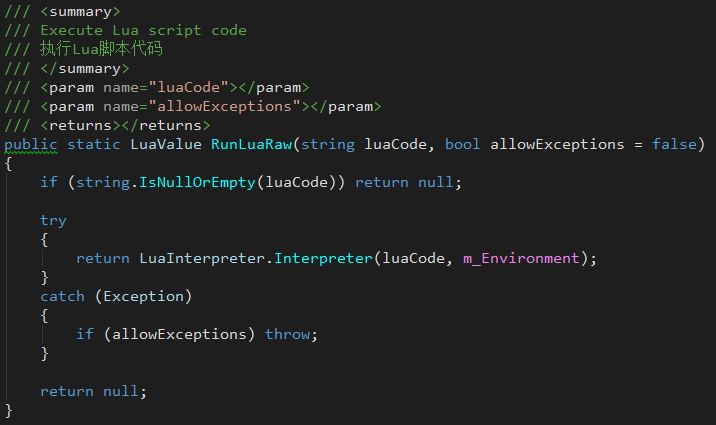 /// <summary>
/// Execute Lua script code
/// 执行Lua脚本代码
/// </summary>
/// <param name="luaCode"></param>
/// <param name="allowExceptions"></param>
/// <returns></returns>
public static LuaValue RunLuaRaw(string luaCode, bool allowExceptions = false)
{
    if (string.IsNullOrEmpty(luaCode)) return null;

    try
    {
        return LuaInterpreter.Interpreter(luaCode, m_Environment);
    }
    catch (Exception)
    {
        if (allowExceptions) throw;
    }

    return null;
}